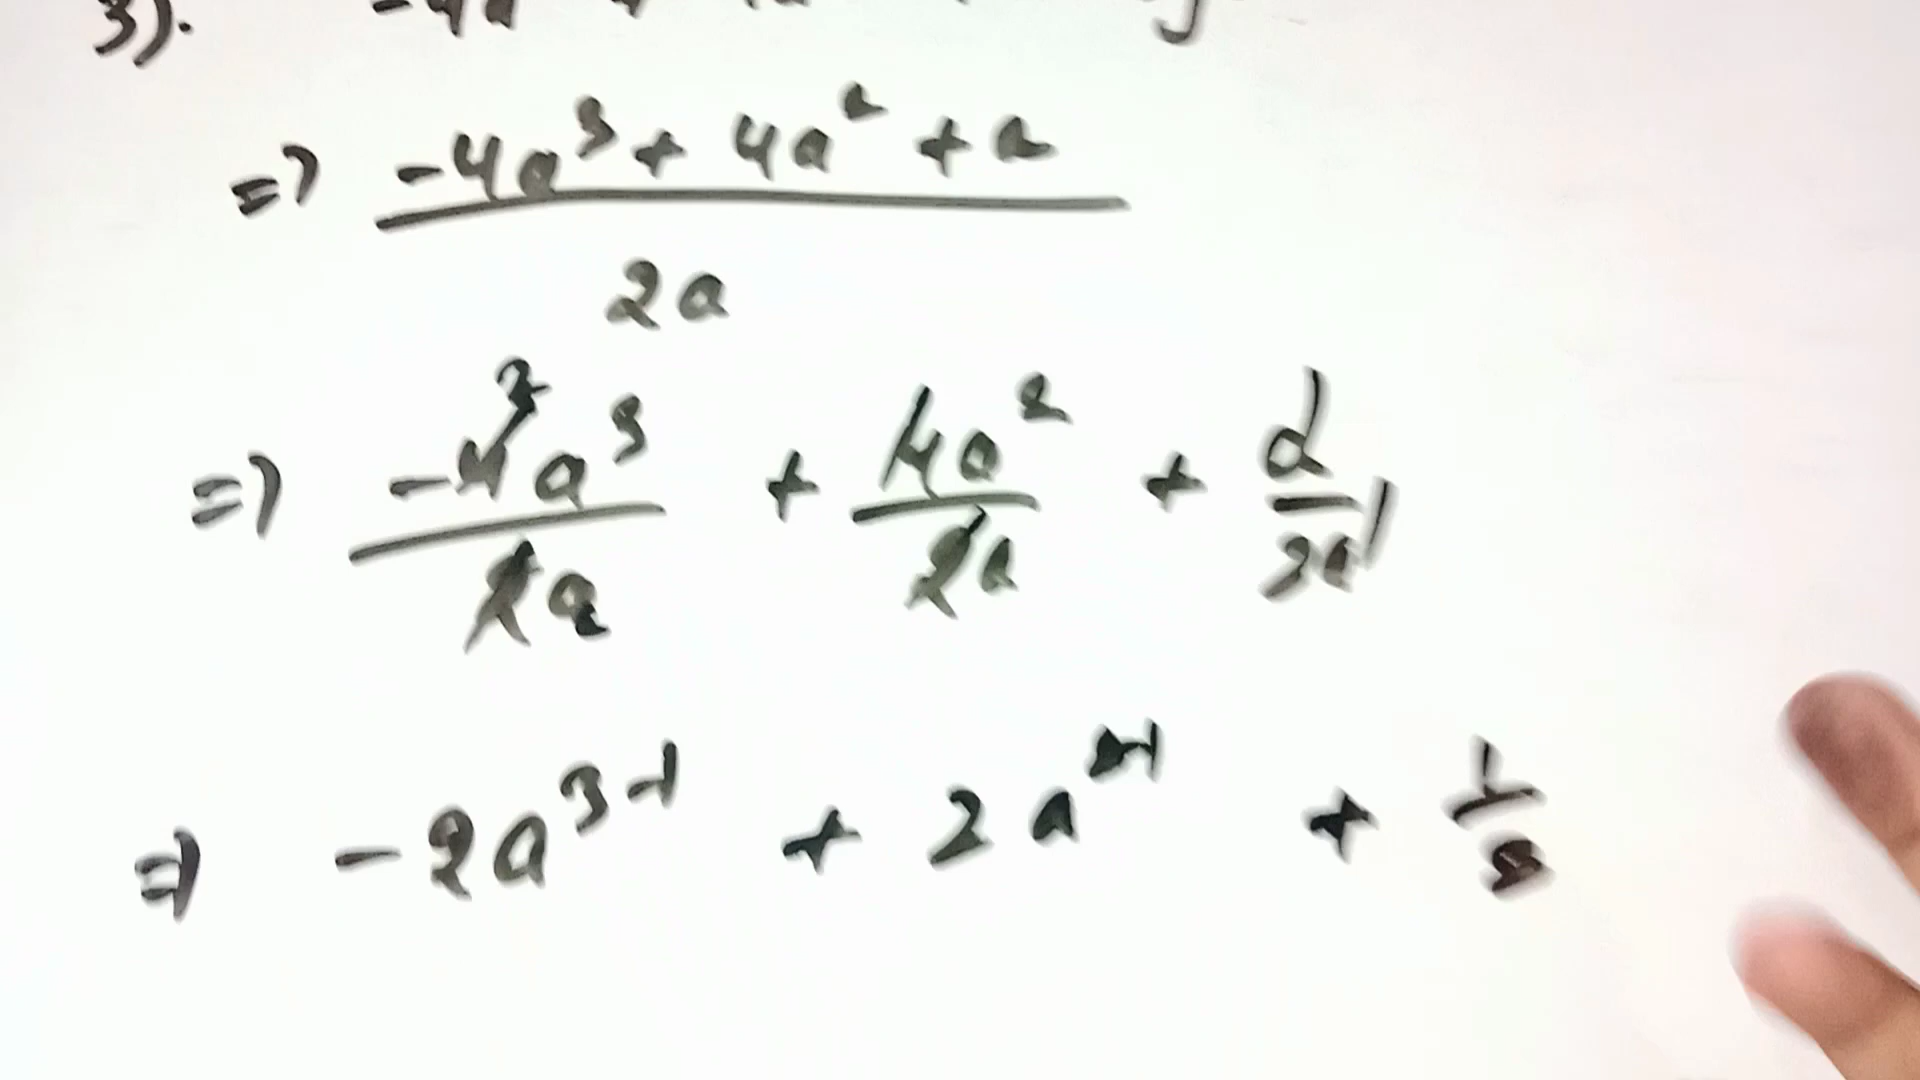 3).
=> -4a³ + 4a² + a / 2a
=> -4a³ / 2a + 4a² / 2a + a / 2a
=> -2a³⁻¹ + 2a²⁻¹ + 1/2